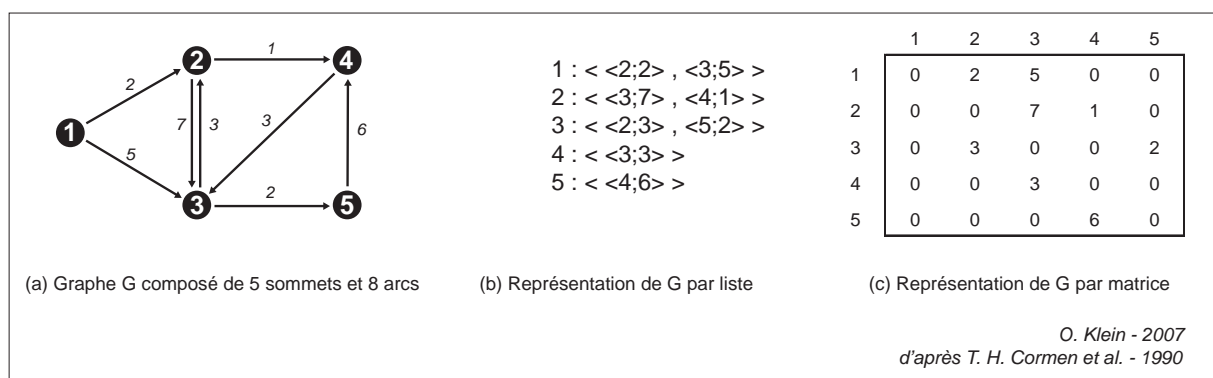 1
2
3
4
5
2
5
1
7
3
3
6
2
(a) Graphe G composé de 5 sommets et 8 arcs
1 : < <2;2> , <3;5> >
2 : < <3;7> , <4;1> >
3 : < <2;3> , <5;2> >
4 : < <3;3> >
5 : < <4;6> >
(b) Représentation de G par liste
1 2 3 4 5
1 0 2 5 0 0
2 0 0 7 1 0
3 0 3 0 0 2
4 0 0 3 0 0
5 0 0 0 6 0
(c) Représentation de G par matrice
O. Klein - 2007
d'après T. H. Cormen et al. - 1990